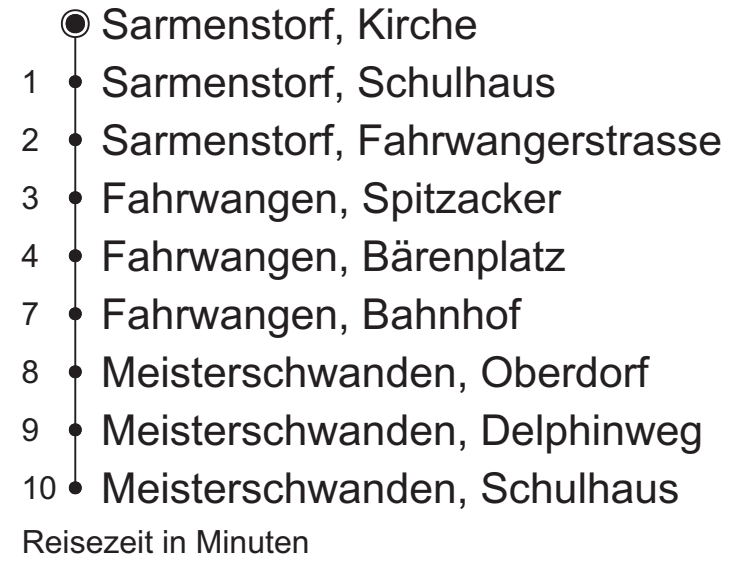 Sarmenstorf, Kirche
1 Sarmenstorf, Schulhaus
2 Sarmenstorf, Fahrwangerstrasse
3 Fahrwangen, Spitzacker
4 Fahrwangen, Bärenplatz
7 Fahrwangen, Bahnhof
8 Meisterschwanden, Oberdorf
9 Meisterschwanden, Delphinweg
10 Meisterschwanden, Schulhaus
Reisezeit in Minuten